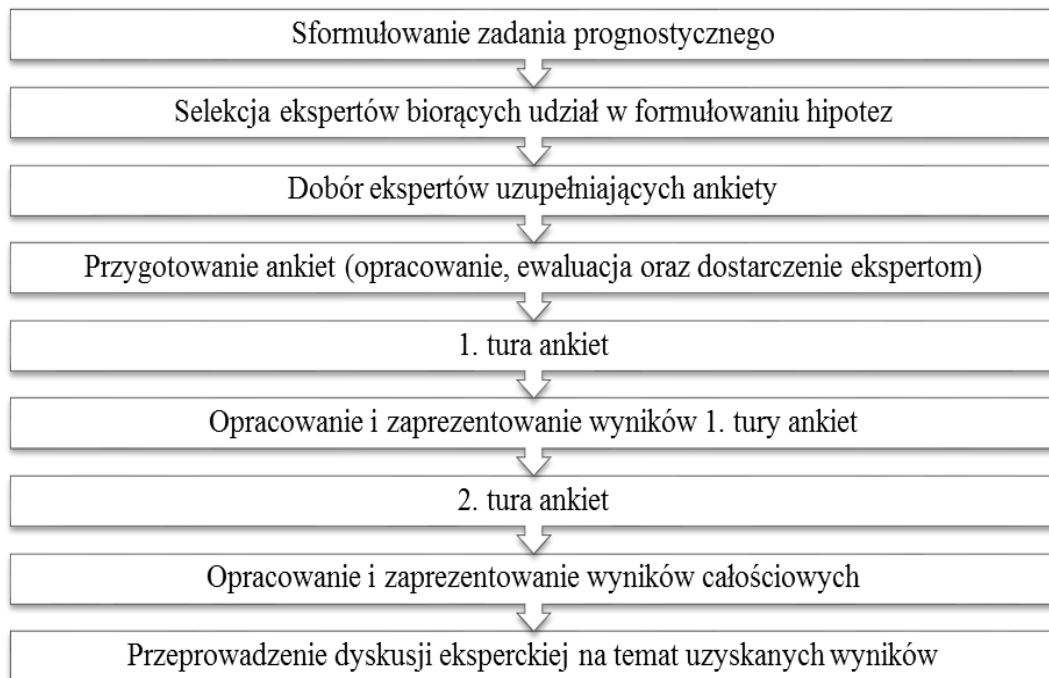 Sformułowanie zadania prognostycznego
Selekcja ekspertów biorących udział w formułowaniu hipotez
Dobór ekspertów uzupełniających ankiety
Przygotowanie ankiet (opracowanie, ewaluacja oraz dostarczenie ekspertom)
1. tura ankiet
Opracowanie i zaprezentowanie wyników 1. tury ankiet
2. tura ankiet
Opracowanie i zaprezentowanie wyników całościowych
Przeprowadzenie dyskusji eksperckiej na temat uzyskanych wyników